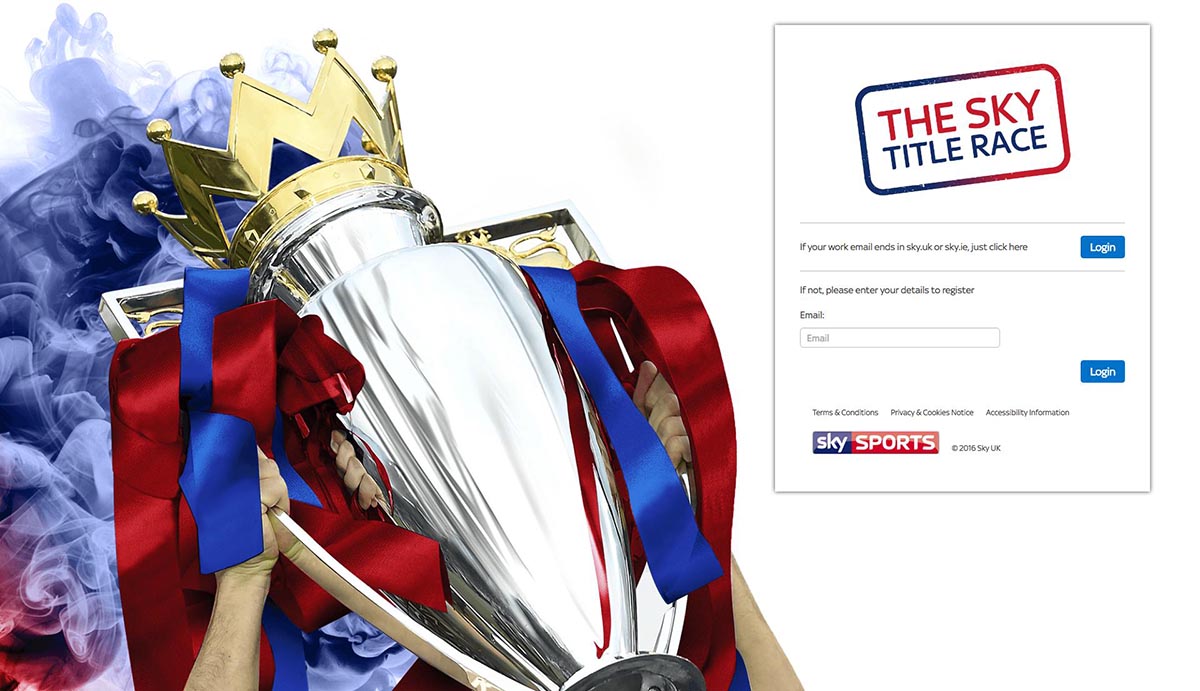 THE SKY
TITLE RACE
If your work email ends in sky.uk or sky.ie, just click here
Login
If not, please enter your details to register
Email:
Email
Login
Terms & Conditions Privacy & Cookies Notice Accessibility Information
sky SPORTS © 2016 Sky UK